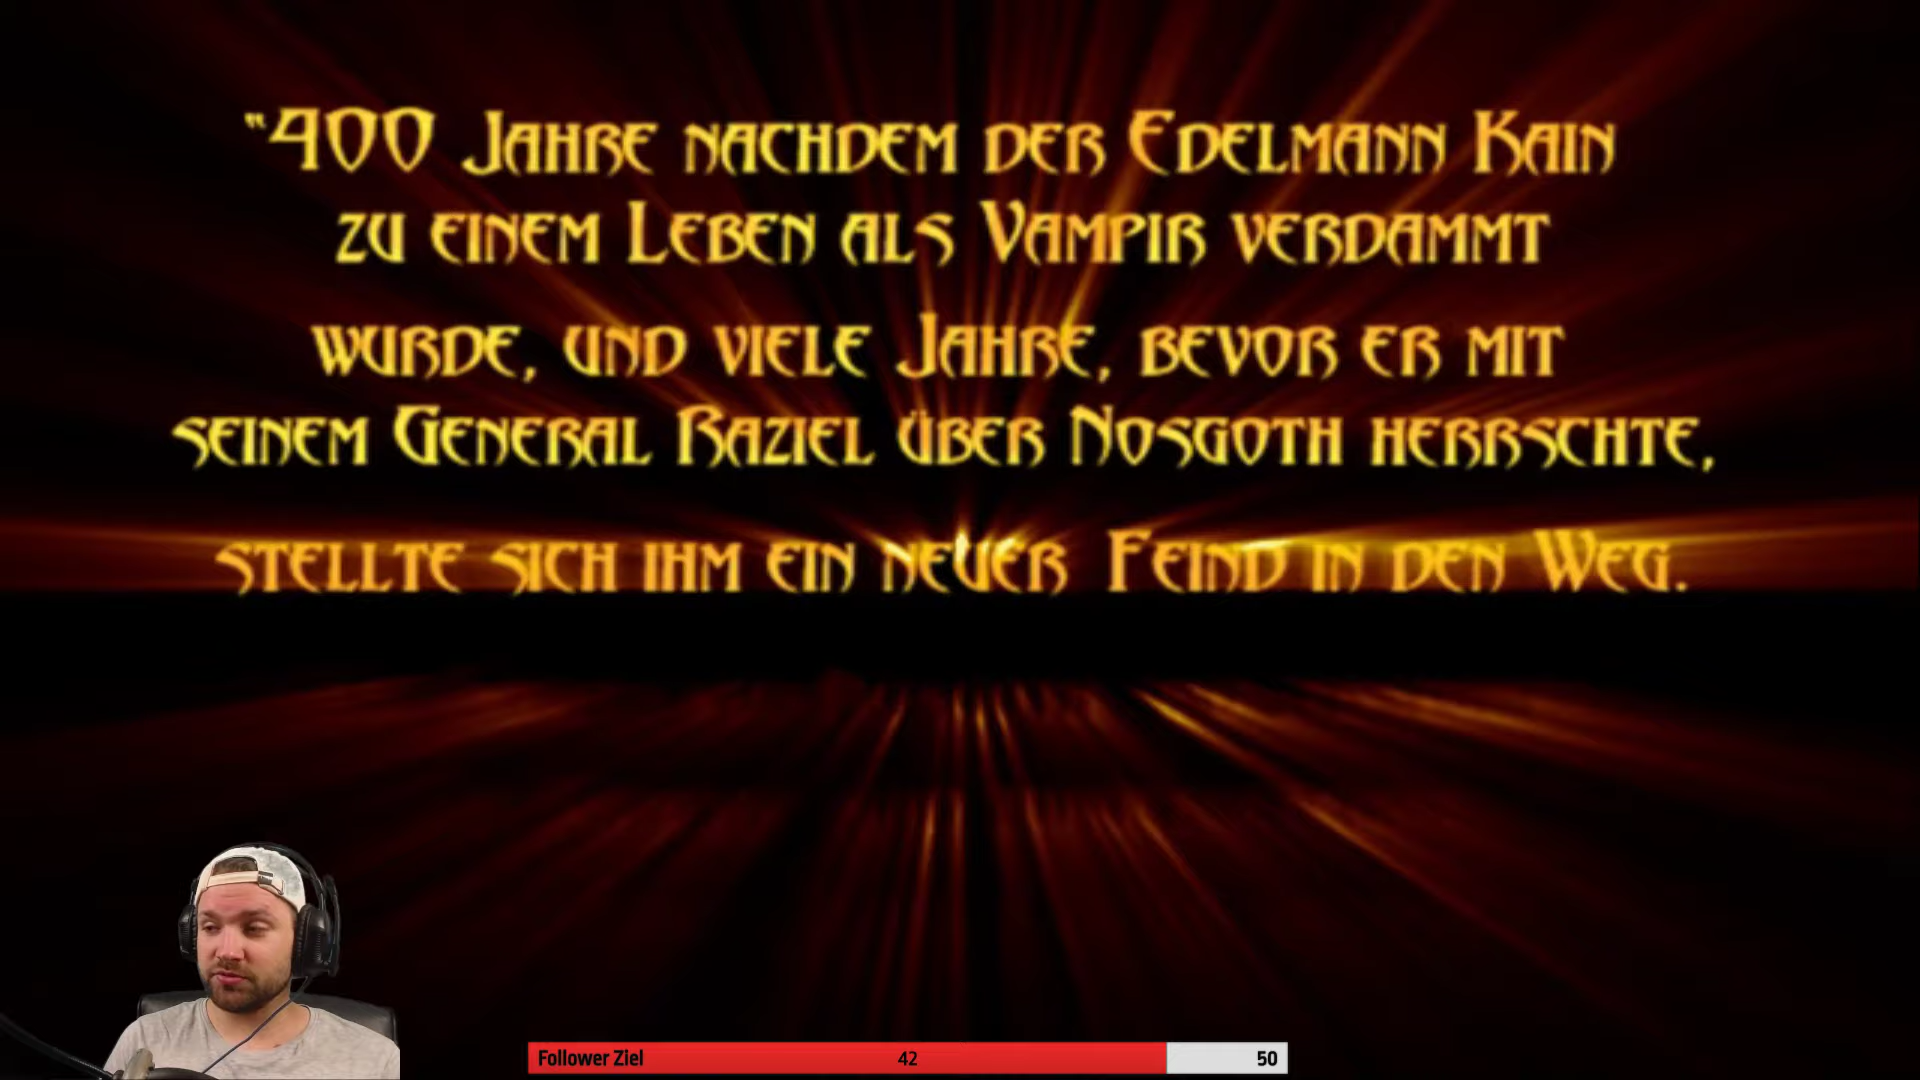 "400 Jahre nachdem der Edelmann Kain
zu einem Leben als Vampir verdammt
wurde, und viele Jahre, bevor er mit
seinem General Raziel über Nosgoth herrschte,
stellte sich ihm ein neuer Feind in den Weg.
Follower Ziel 42 50